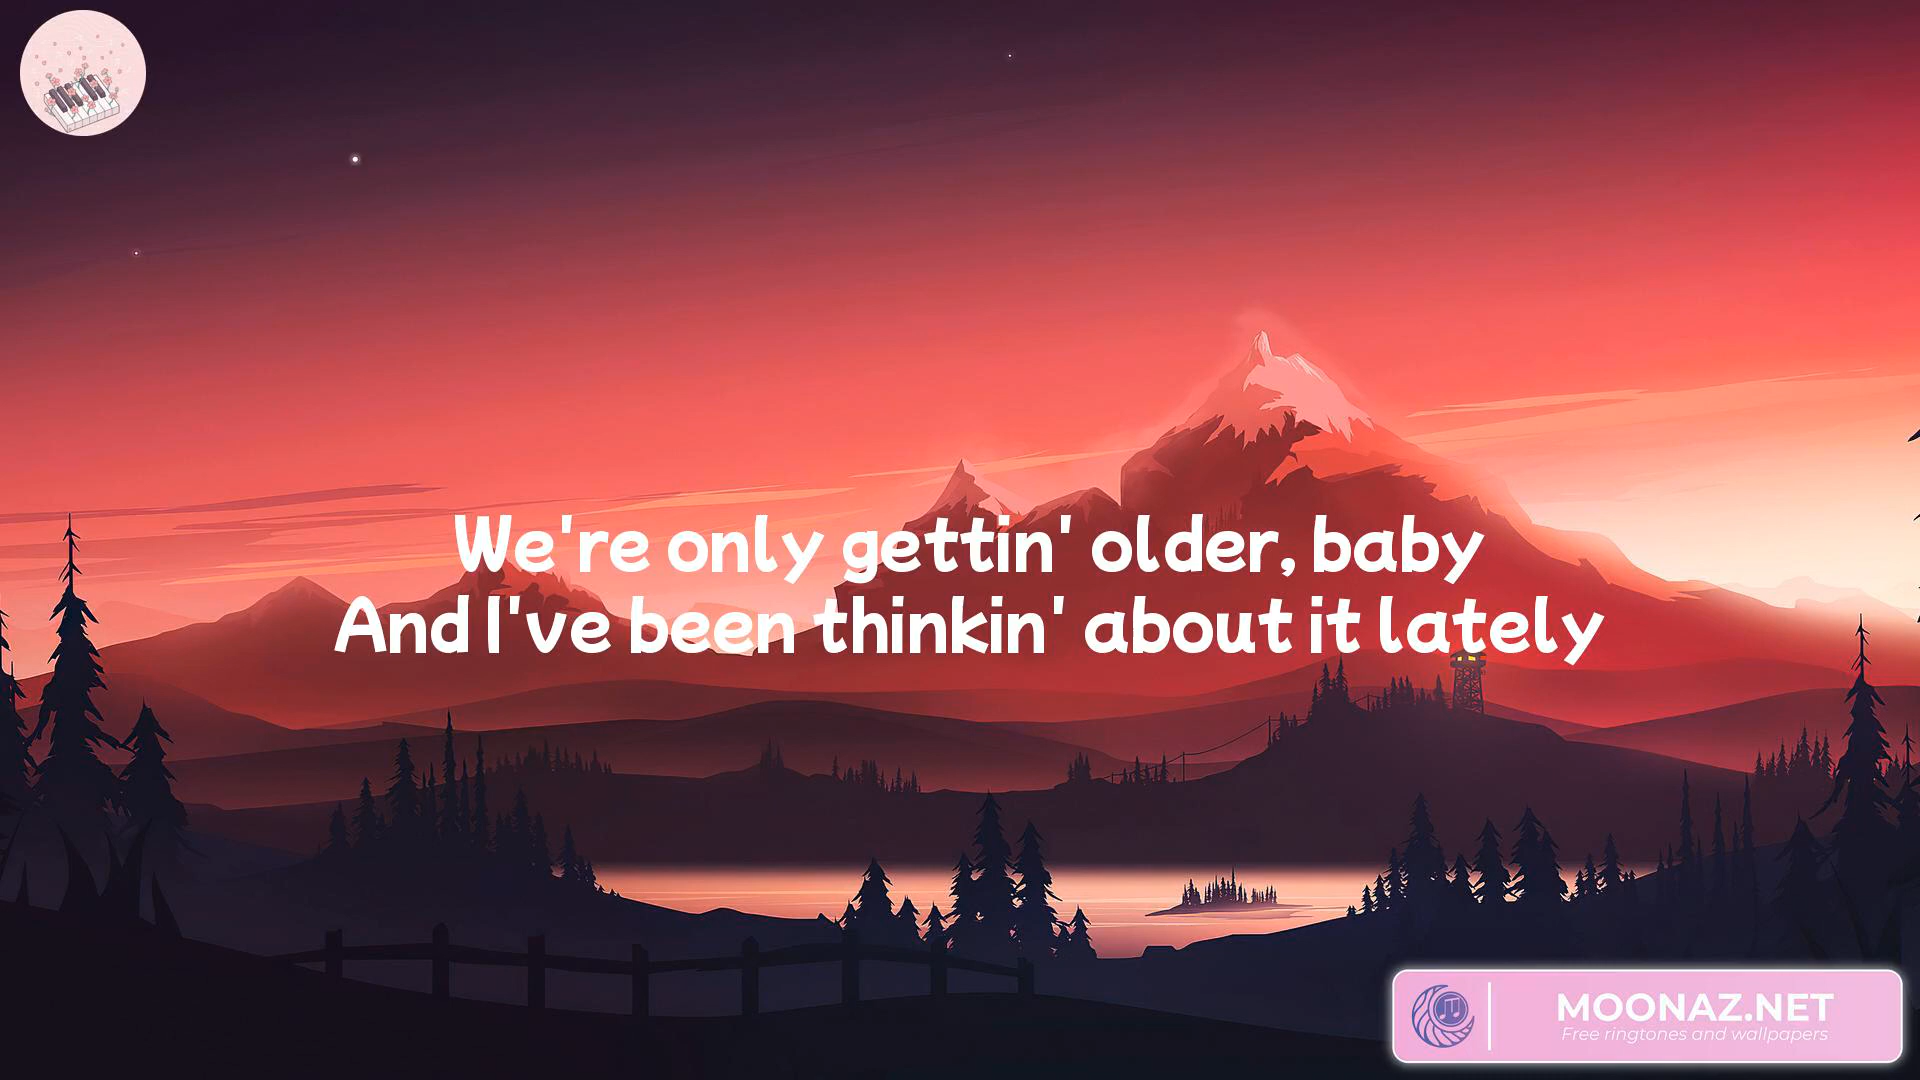 We're only gettin' older, baby
And I've been thinkin' about it lately
MOONAZ.NET
Free ringtones and wallpapers